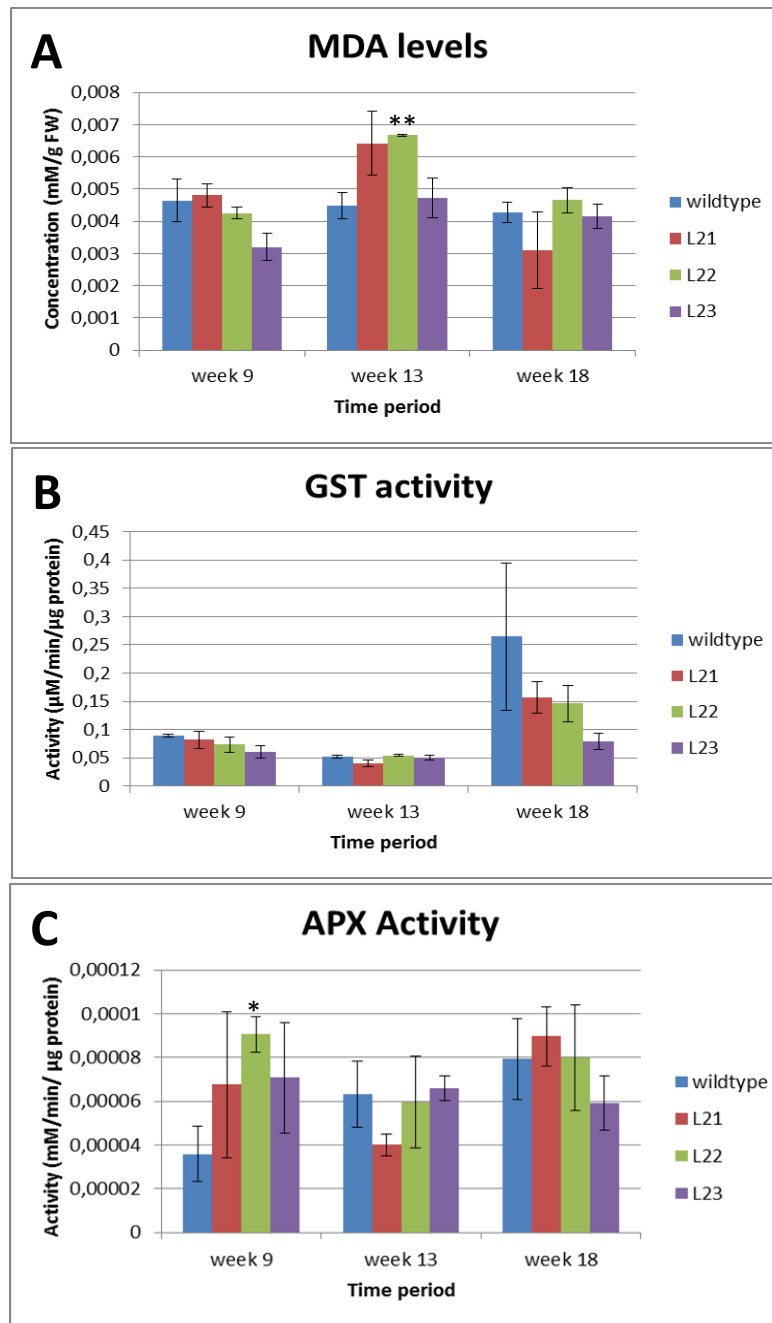 A
MDA levels
Concentration (mM/g FW)
0,008
0,007
0,006
0,005
0,004
0,003
0,002
0,001
0
**
week 9
week 13
week 18
Time period
wildtype
L21
L22
L23
B
GST activity
Activity (µM/min/µg protein)
0,45
0,4
0,35
0,3
0,25
0,2
0,15
0,1
0,05
0
week 9
week 13
week 18
Time period
wildtype
L21
L22
L23
C
APX Activity
Activity (mM/min/ µg protein)
0,00012
0,0001
0,00008
0,00006
0,00004
0,00002
0
*
week 9
week 13
week 18
Time period
wildtype
L21
L22
L23